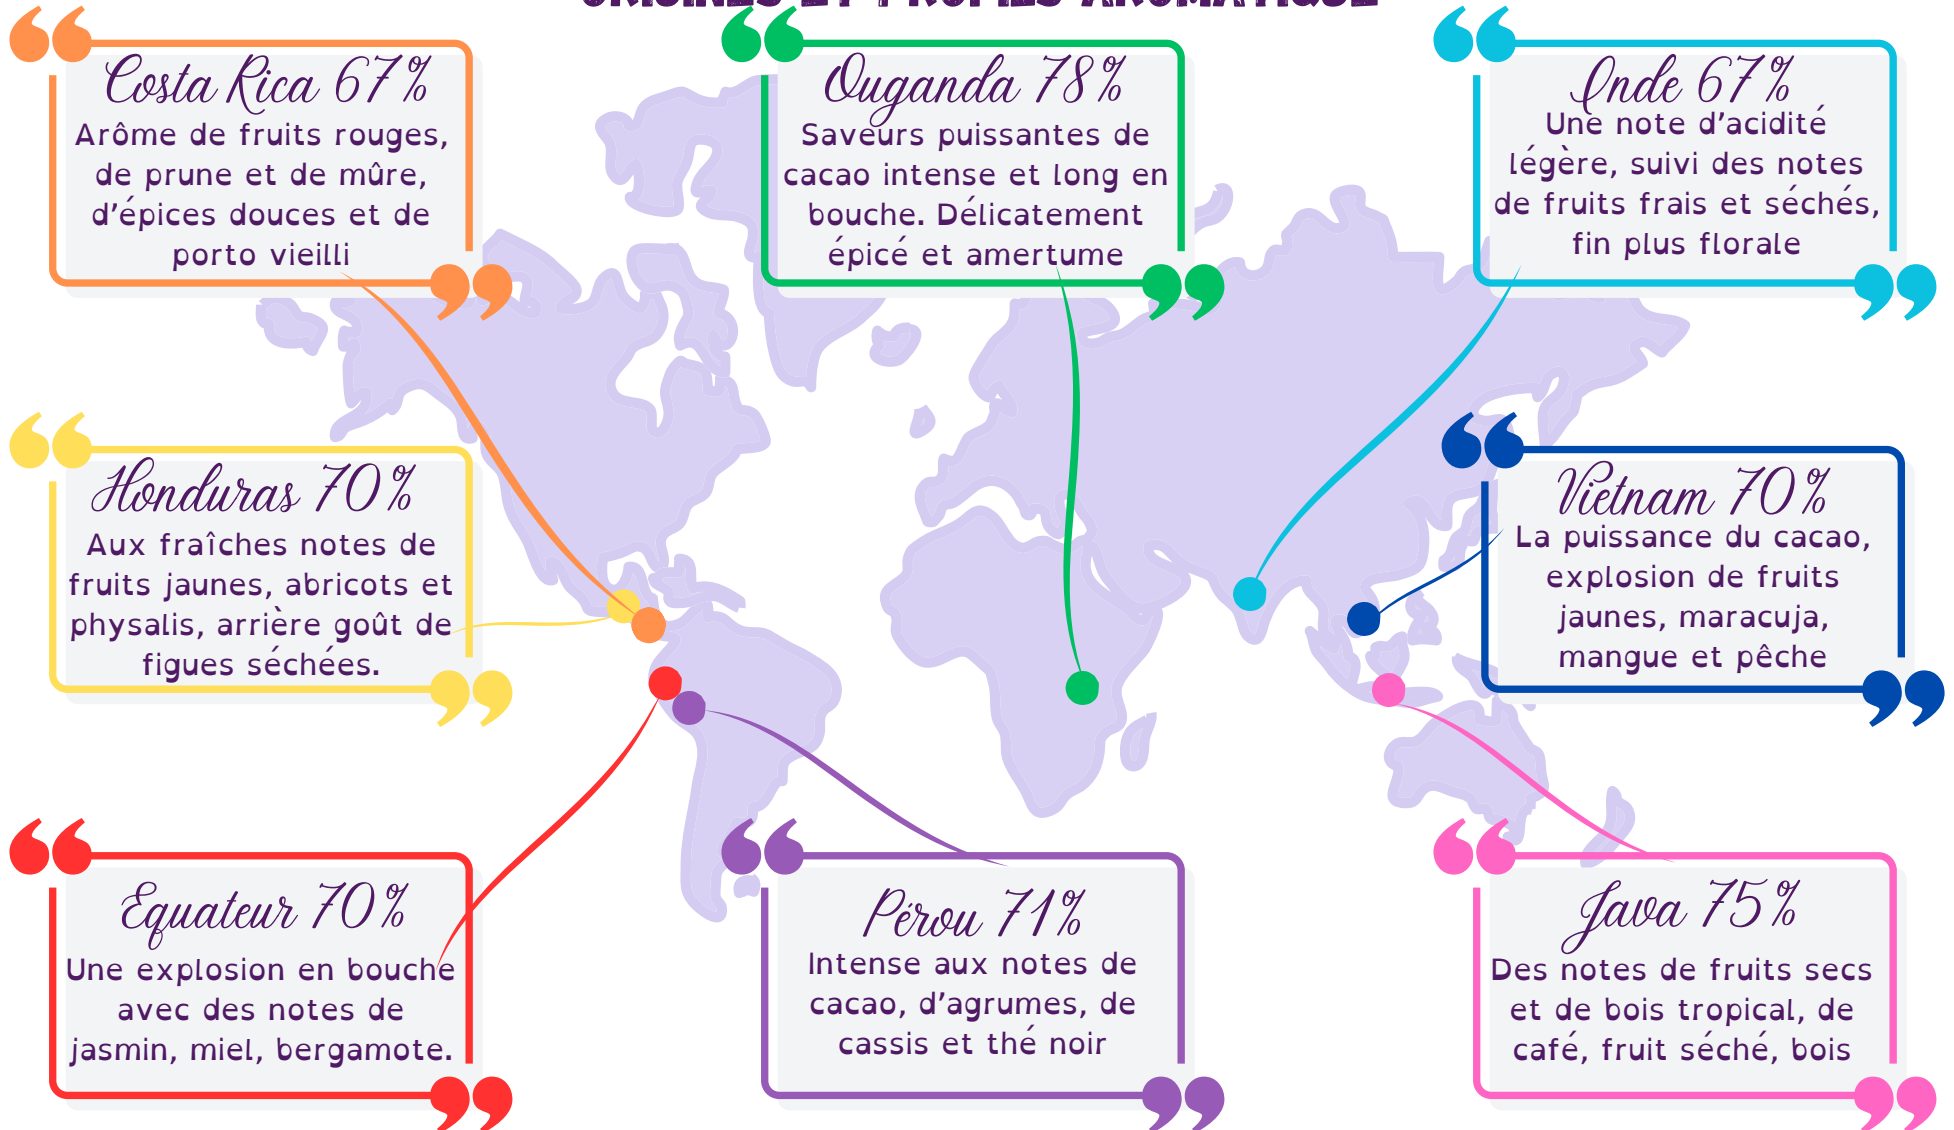 ORIGINES ET PROFILS AROMATIQUE
Costa Rica 67%
Arôme de fruits rouges,
de prune et de mûre,
d'épices douces et de
porto vieilli
Ouganda 78%
Saveurs puissantes de
cacao intense et long en
bouche. Délicatement
épicé et amertume
Inde 67%
Une note d'acidité
légère, suivi des notes
de fruits frais et séchés,
fin plus florale
Honduras 70%
Aux fraîches notes de
fruits jaunes, abricots et
physalis, arrière goût de
figues séchées.
Vietnam 70%
La puissance du cacao,
explosion de fruits
jaunes, maracuja,
mangue et pêche
Equateur 70%
Une explosion en bouche
avec des notes de
jasmin, miel, bergamote.
Pérou 71%
Intense aux notes de
cacao, d'agrumes, de
cassis et thé noir
Java 75%
Des notes de fruits secs
et de bois tropical, de
café, fruit séché, bois